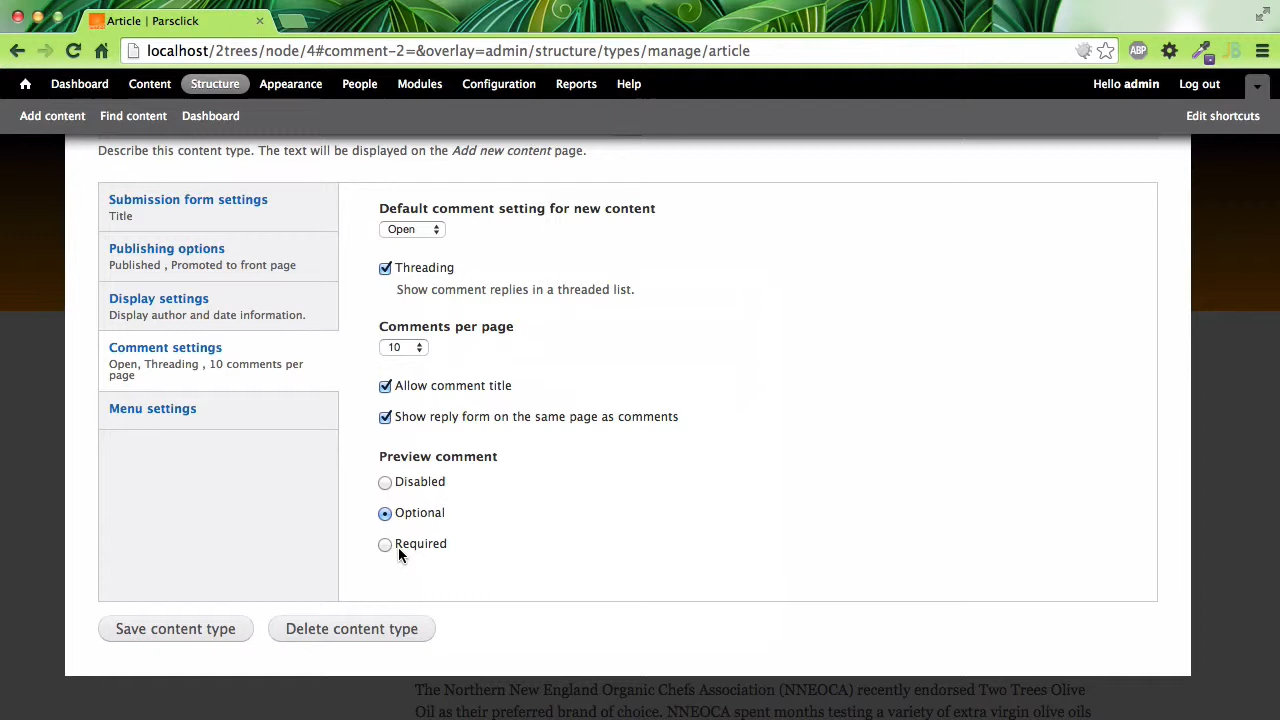 Article | Parsclick
localhost/2trees/node/4#comment-2=&overlay=admin/structure/types/manage/article
ABP
JB
Dashboard Content Structure Appearance People Modules Configuration Reports Help Hello admin Log out
Add content Find content Dashboard Edit shortcuts
Describe this content type. The text will be displayed on the Add new content page.
Submission form settings
Title
Publishing options
Published , Promoted to front page
Display settings
Display author and date information.
Comment settings
Open, Threading , 10 comments per
page
Menu settings
Default comment setting for new content
Open
Threading
Show comment replies in a threaded list.
Comments per page
10
Allow comment title
Show reply form on the same page as comments
Preview comment
Disabled
Optional
Required
Save content type Delete content type
The Northern New England Organic Chefs Association (NNEOCA) recently endorsed Two Trees Olive
Oil as their preferred brand of choice. NNEOCA spent months testing a variety of extra virgin olive oils